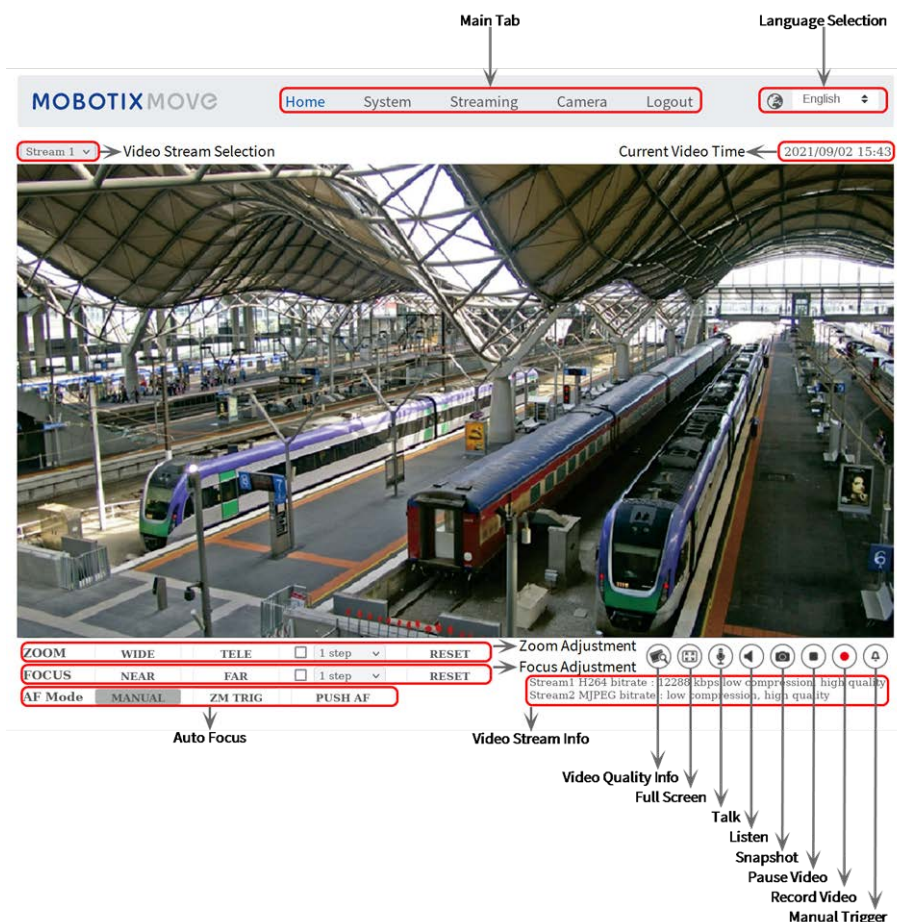 Main Tab
Language Selection
MOBOTIX MOVE
Home System Streaming Camera Logout
English
Stream 1
Video Stream Selection
Current Video Time
2021/09/02 15:43
6
ZOOM WIDE TELE 1 step RESET
Zoom Adjustment
FOCUS NEAR FAR 1 step RESET
Focus Adjustment
AF Mode MANUAL ZM TRIG PUSH AF
Stream1 H264 bitrate : 12288 kbps low compression, high quality
Stream2 MJPEG bitrate : low compression, high quality
Auto Focus
Video Stream Info
Video Quality Info
Full Screen
Talk
Listen
Snapshot
Pause Video
Record Video
Manual Trigger